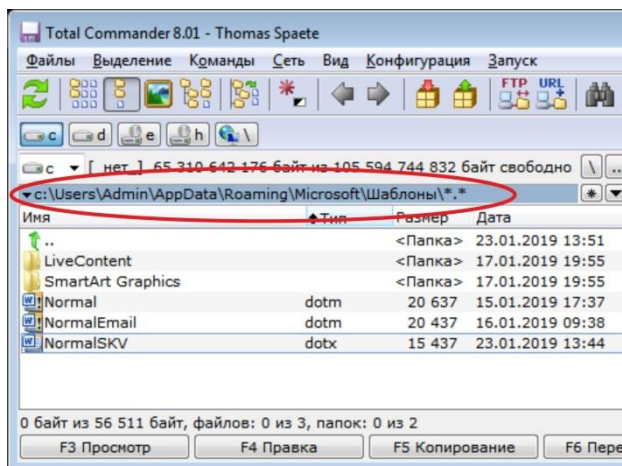 Total Commander 8.01 - Thomas Spaete
Файлы Выделение Команды Сеть Вид Конфигурация Запуск
FTP URL
c d e h \
c [_нет_] 65 310 642 176 байт из 105 594 744 832 байт свободно \ ..
c:\Users\Admin\AppData\Roaming\Microsoft\Шаблоны\*.* *
Имя Тип Размер Дата
.. <Папка> 23.01.2019 13:51
LiveContent <Папка> 17.01.2019 19:55
SmartArt Graphics <Папка> 17.01.2019 19:55
Normal dotm 20 637 15.01.2019 17:37
NormalEmail dotm 20 437 16.01.2019 09:38
NormalSKV dotx 15 437 23.01.2019 13:44
0 байт из 56 511 байт, файлов: 0 из 3, папок: 0 из 2
F3 Просмотр F4 Правка F5 Копирование F6 Пере